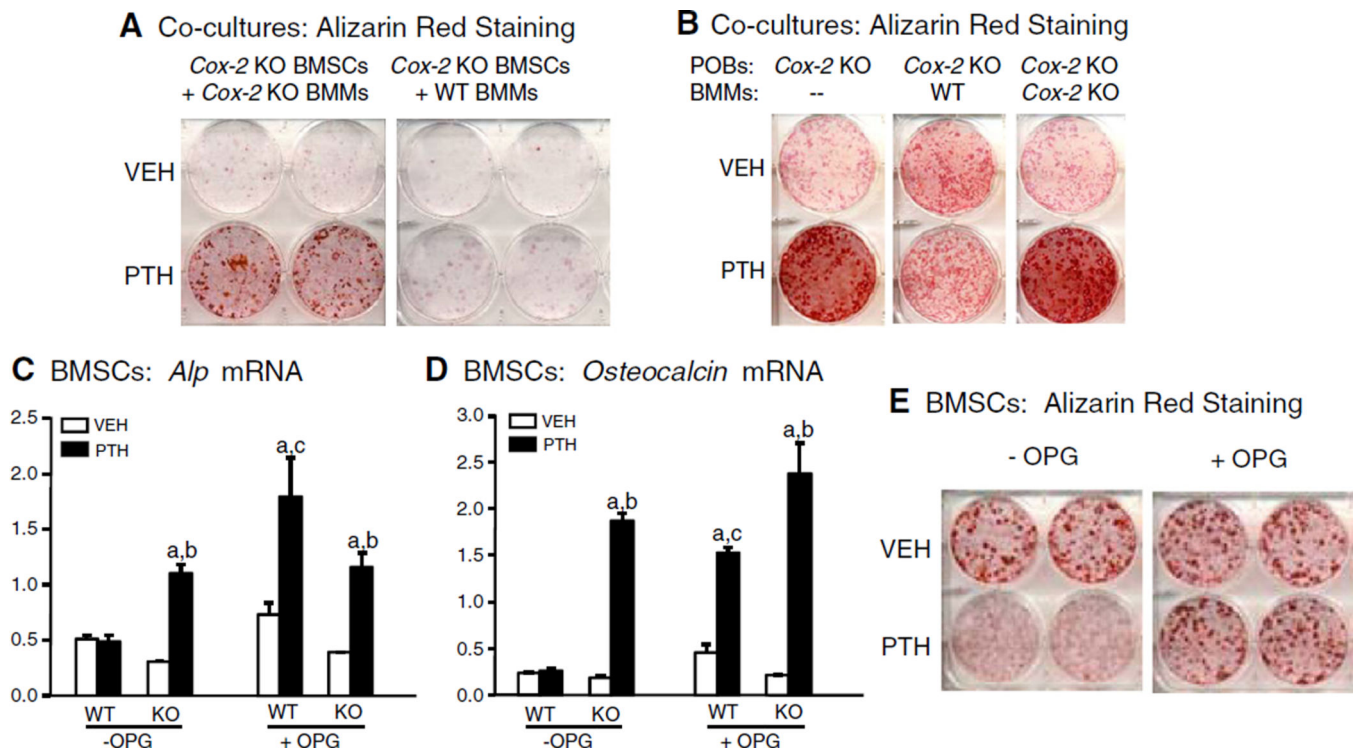 A Co-cultures: Alizarin Red Staining
Cox-2 KO BMSCs
+ Cox-2 KO BMMs
Cox-2 KO BMSCs
+ WT BMMs
VEH
PTH
B Co-cultures: Alizarin Red Staining
POBs: Cox-2 KO Cox-2 KO Cox-2 KO
BMMs: -- WT Cox-2 KO
VEH
PTH
C BMSCs: Alp mRNA
2.5
2.0
1.5
1.0
0.5
0.0
VEH
PTH
a,b
a,c
a,b
WT KO WT KO
-OPG + OPG
D BMSCs: Osteocalcin mRNA
3.0
2.5
2.0
1.5
1.0
0.5
0.0
VEH
PTH
a,b
a,c
a,b
WT KO WT KO
-OPG + OPG
E BMSCs: Alizarin Red Staining
- OPG + OPG
VEH
PTH